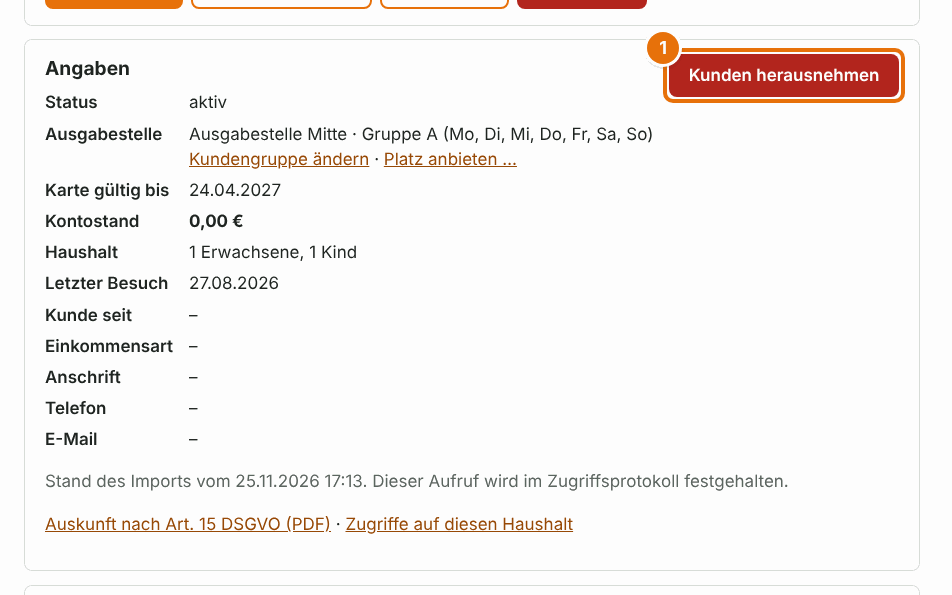 1
Kunden herausnehmen
Angaben
Status aktiv
Ausgabestelle Ausgabestelle Mitte · Gruppe A (Mo, Di, Mi, Do, Fr, Sa, So)
Kundengruppe ändern · Platz anbieten ...
Karte gültig bis 24.04.2027
Kontostand 0,00 €
Haushalt 1 Erwachsene, 1 Kind
Letzter Besuch 27.08.2026
Kunde seit –
Einkommensart –
Anschrift –
Telefon –
E-Mail –
Stand des Imports vom 25.11.2026 17:13. Dieser Aufruf wird im Zugriffsprotokoll festgehalten.
Auskunft nach Art. 15 DSGVO (PDF) · Zugriffe auf diesen Haushalt